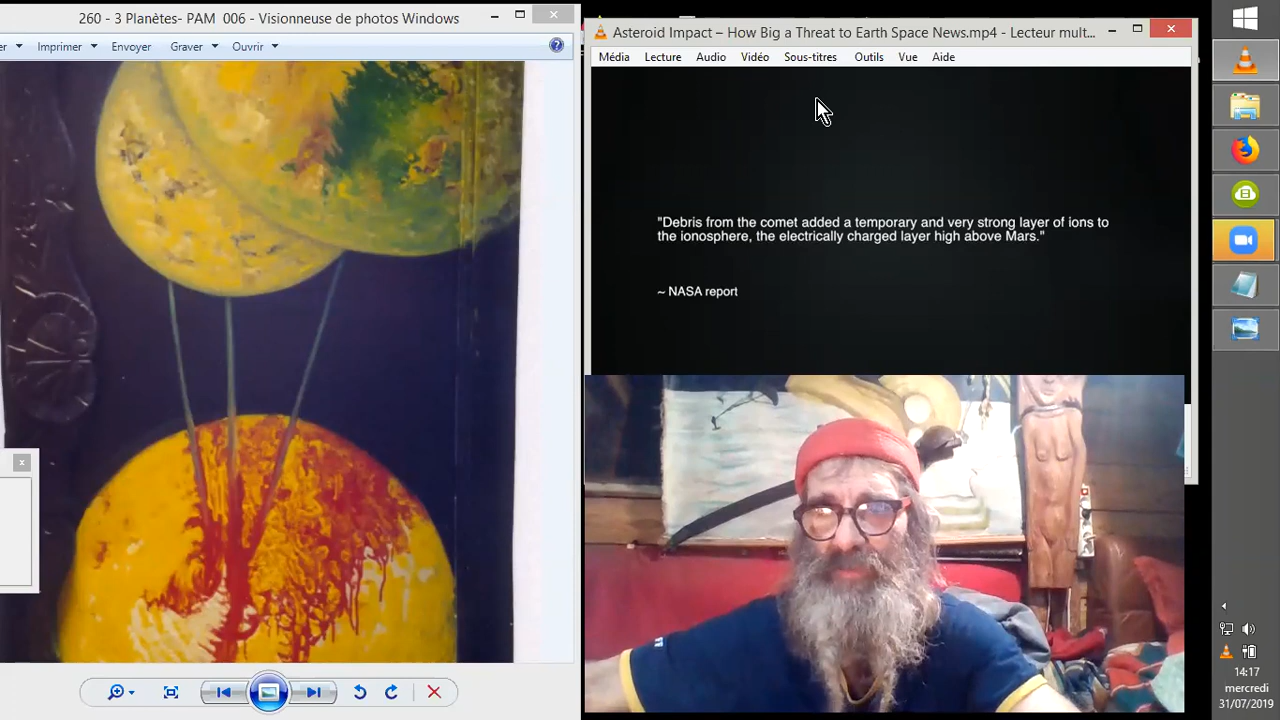 260 - 3 Planètes- PAM 006 - Visionneuse de photos Windows
Imprimer Envoyer Graver Ouvrir
Asteroid Impact – How Big a Threat to Earth Space News.mp4 - Lecteur mult...
Média Lecture Audio Vidéo Sous-titres Outils Vue Aide
"Debris from the comet added a temporary and very strong layer of ions to
the ionosphere, the electrically charged layer high above Mars."
~ NASA report
14:17
mercredi
31/07/2019